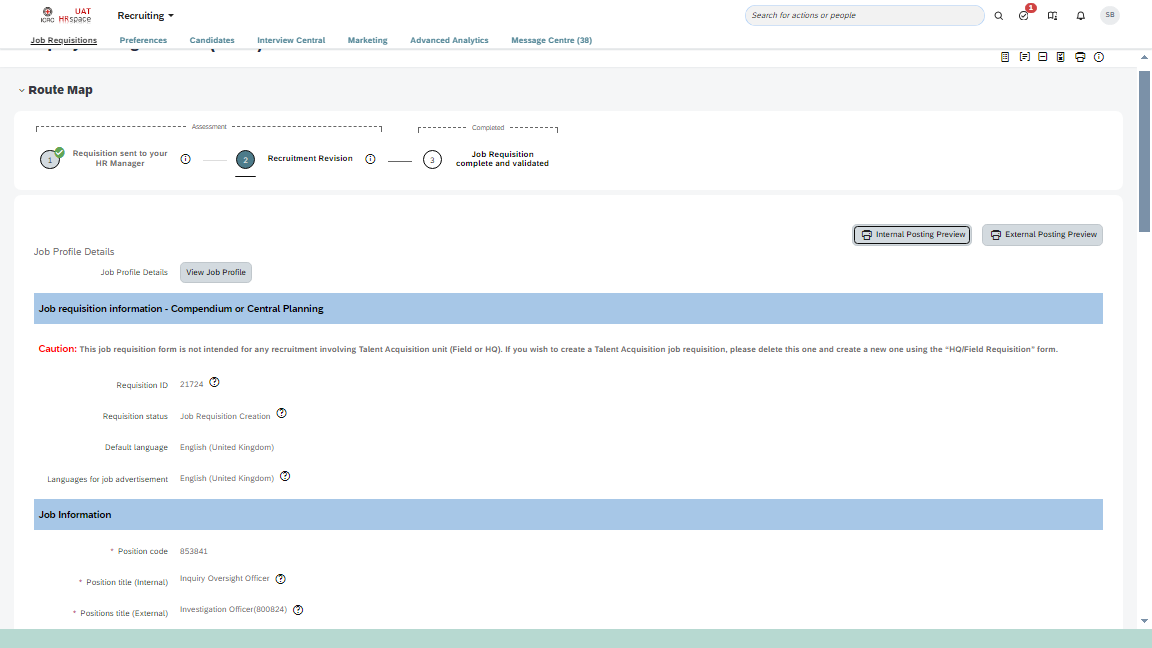 ICRC
UAT
HRspace
Recruiting
Search for actions or people
1
SB
Job Requisitions
Preferences
Candidates
Interview Central
Marketing
Advanced Analytics
Message Centre (38)
Route Map
Assessment
Completed
1
Requisition sent to your
HR Manager
2
Recruitment Revision
3
Job Requisition
complete and validated
Internal Posting Preview
External Posting Preview
Job Profile Details
Job Profile Details
View Job Profile
Job requisition information - Compendium or Central Planning
Caution: This job requisition form is not intended for any recruitment involving Talent Acquisition unit (Field or HQ). If you wish to create a Talent Acquisition job requisition, please delete this one and create a new one using the “HQ/Field Requisition” form.
Requisition ID 21724
Requisition status Job Requisition Creation
Default language English (United Kingdom)
Languages for job advertisement English (United Kingdom)
Job Information
* Position code 853841
* Position title (Internal) Inquiry Oversight Officer
* Positions title (External) Investigation Officer(800824)